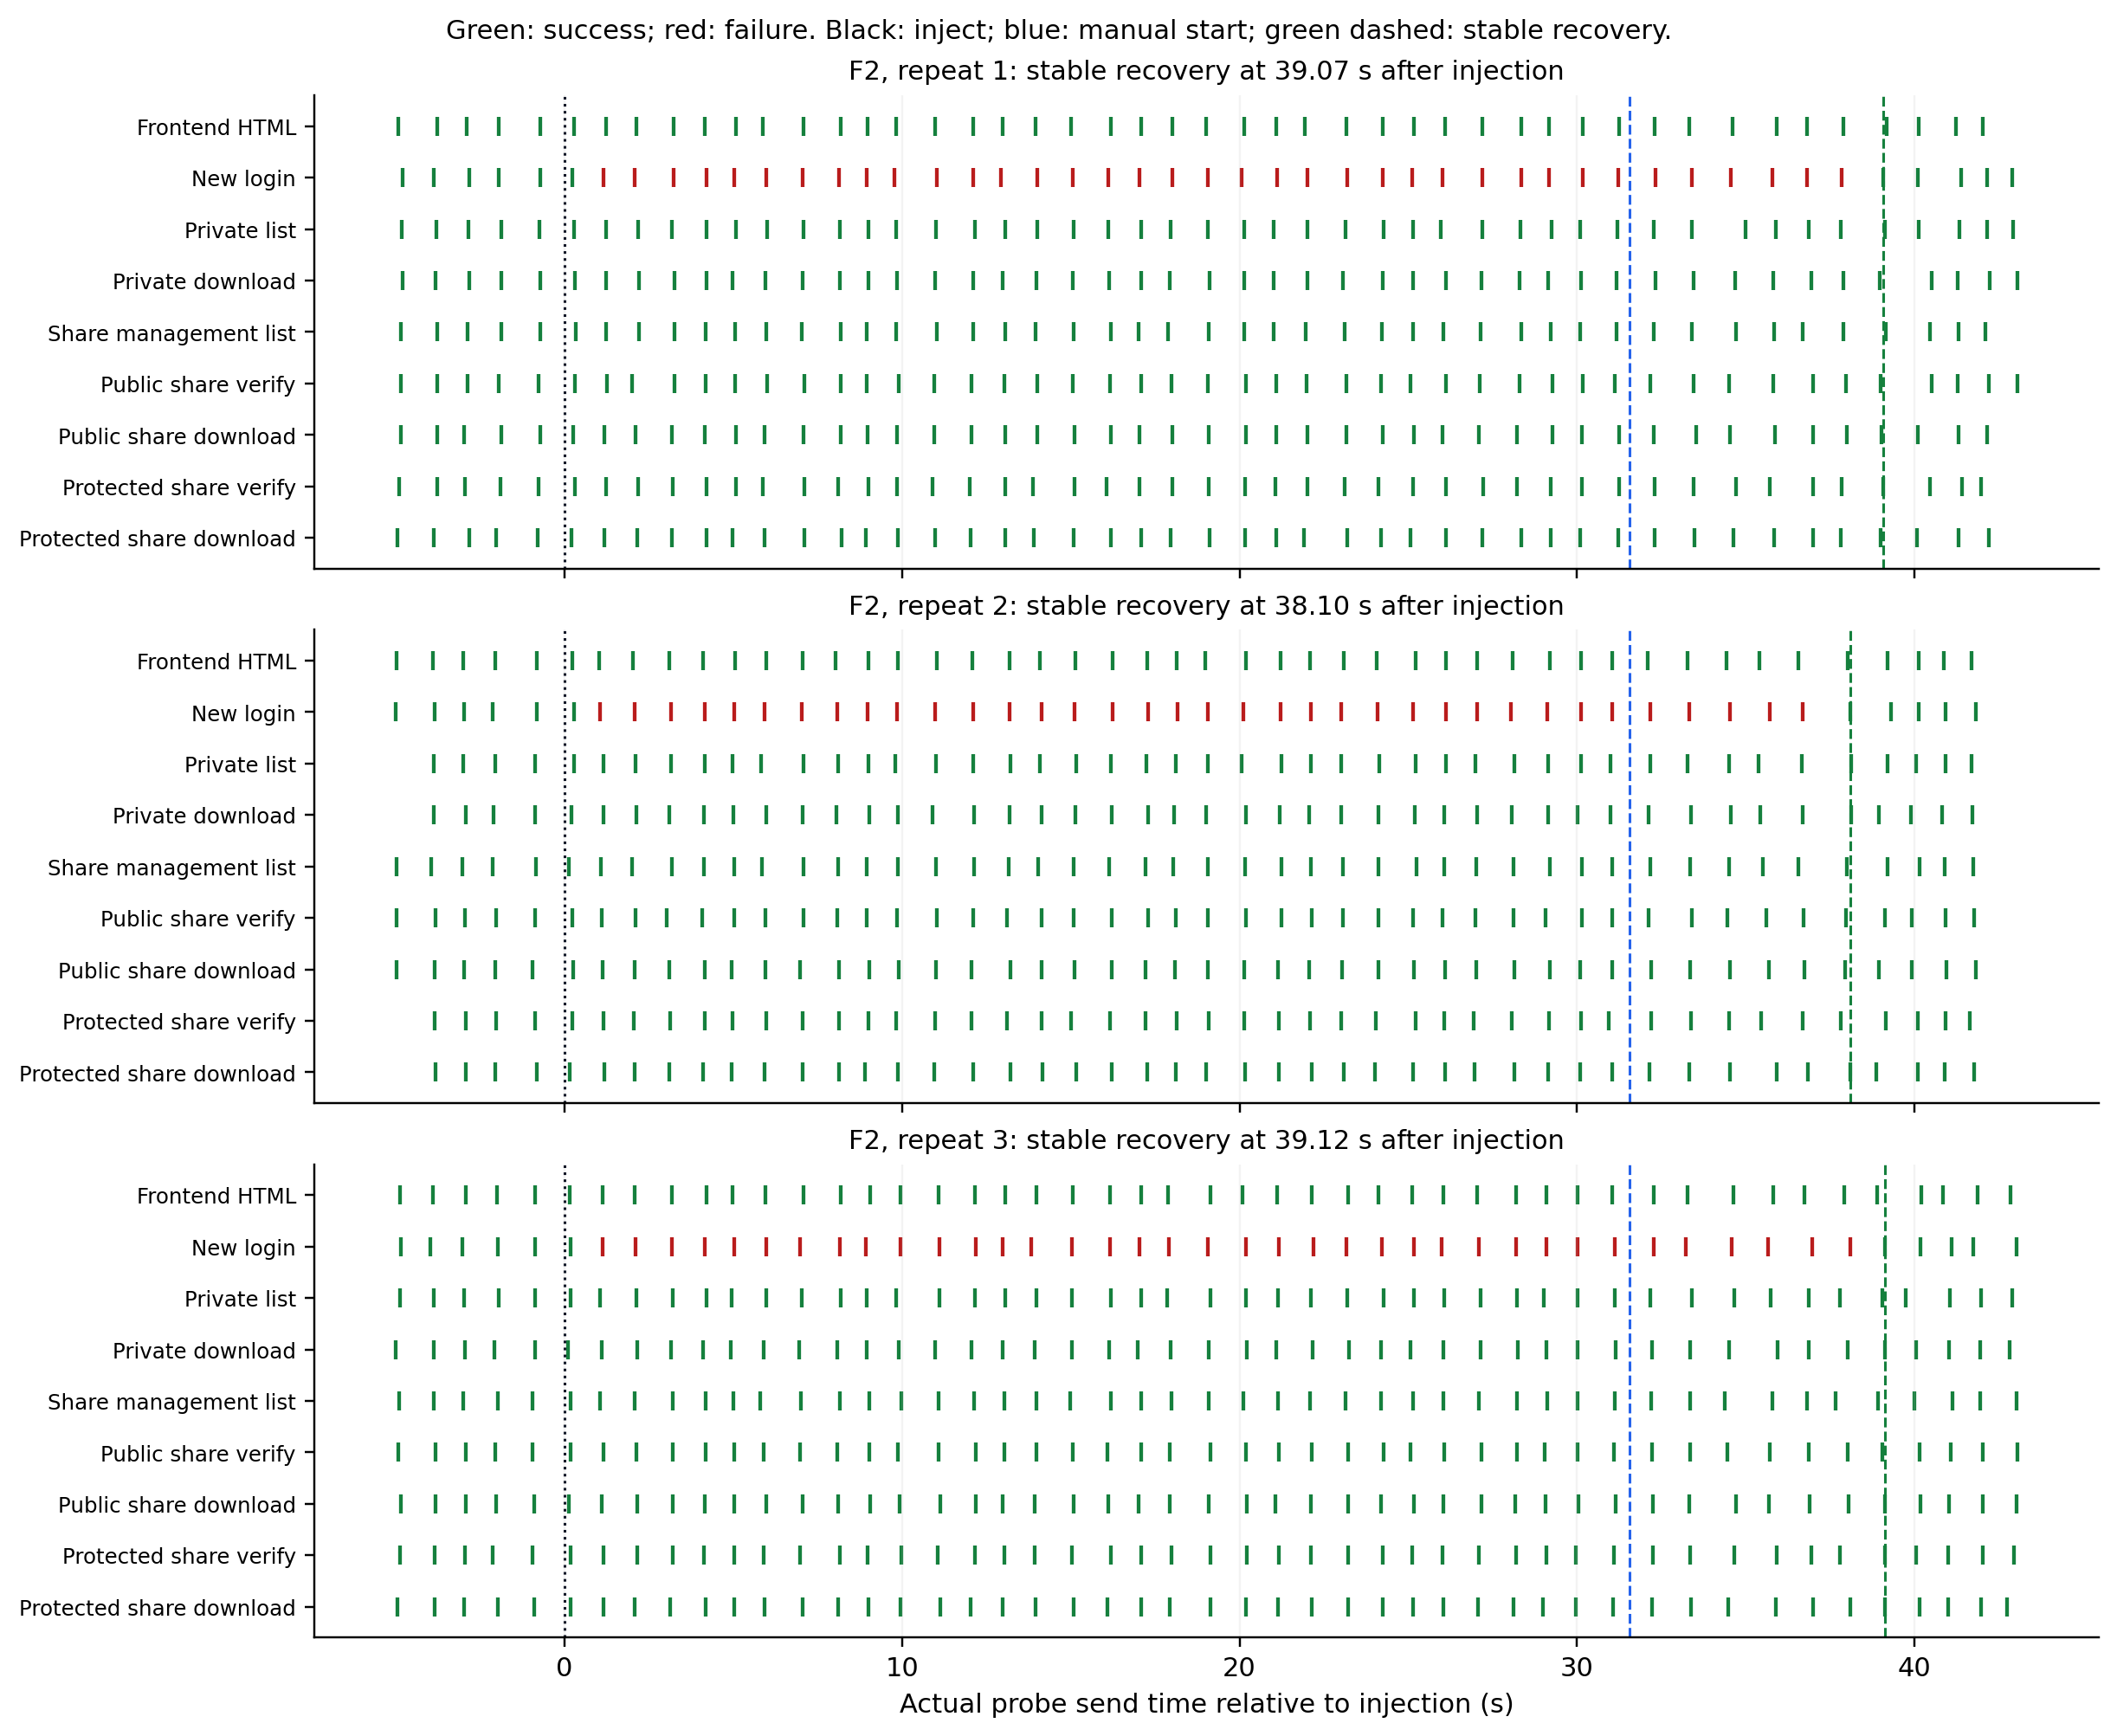 Green: success; red: failure. Black: inject; blue: manual start; green dashed: stable recovery.
F2, repeat 1: stable recovery at 39.07 s after injection
Frontend HTML
New login
Private list
Private download
Share management list
Public share verify
Public share download
Protected share verify
Protected share download
F2, repeat 2: stable recovery at 38.10 s after injection
Frontend HTML
New login
Private list
Private download
Share management list
Public share verify
Public share download
Protected share verify
Protected share download
F2, repeat 3: stable recovery at 39.12 s after injection
Frontend HTML
New login
Private list
Private download
Share management list
Public share verify
Public share download
Protected share verify
Protected share download
0 10 20 30 40
Actual probe send time relative to injection (s)